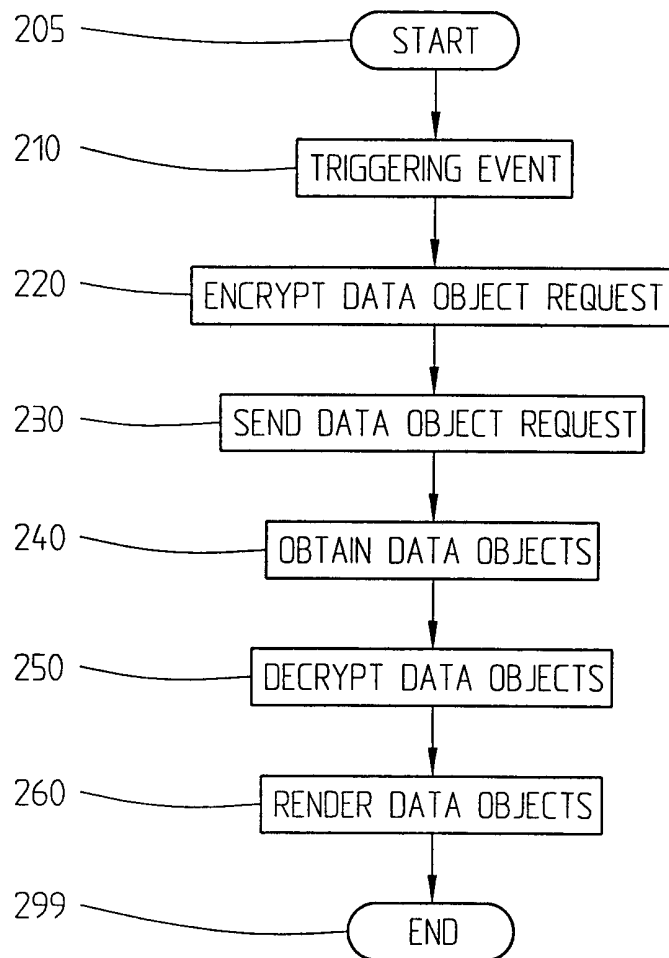 205 START
210 TRIGGERING EVENT
220 ENCRYPT DATA OBJECT REQUEST
230 SEND DATA OBJECT REQUEST
240 OBTAIN DATA OBJECTS
250 DECRYPT DATA OBJECTS
260 RENDER DATA OBJECTS
299 END